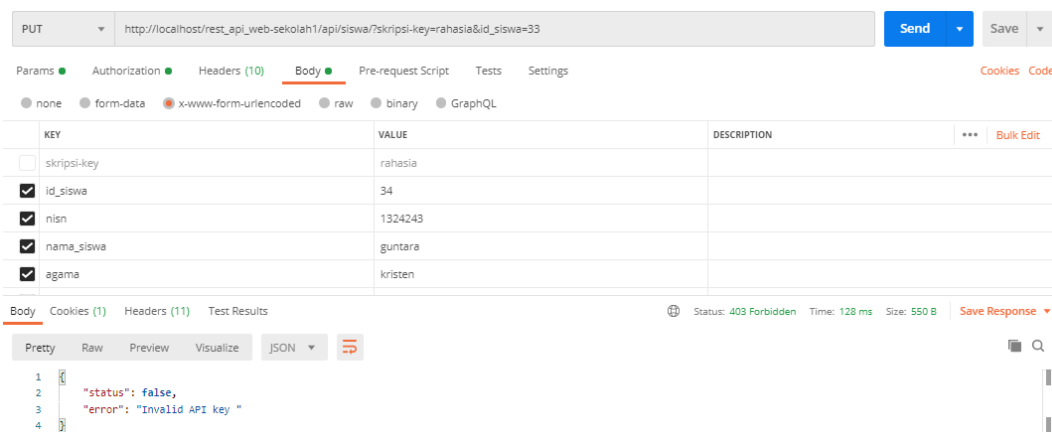 PUT http://localhost/rest_api_web-sekolah1/api/siswa/?skripsi-key=rahasia&id_siswa=33 Send Save
Params Authorization Headers (10) Body Pre-request Script Tests Settings Cookies Code
none form-data x-www-form-urlencoded raw binary GraphQL
KEY VALUE DESCRIPTION ••• Bulk Edit
skripsi-key rahasia
id_siswa 34
nisn 1324243
nama_siswa guntara
agama kristen
Body Cookies (1) Headers (11) Test Results Status: 403 Forbidden Time: 128 ms Size: 550 B Save Response
Pretty Raw Preview Visualize JSON
1 {
2 "status": false,
3 "error": "Invalid API key "
4 }